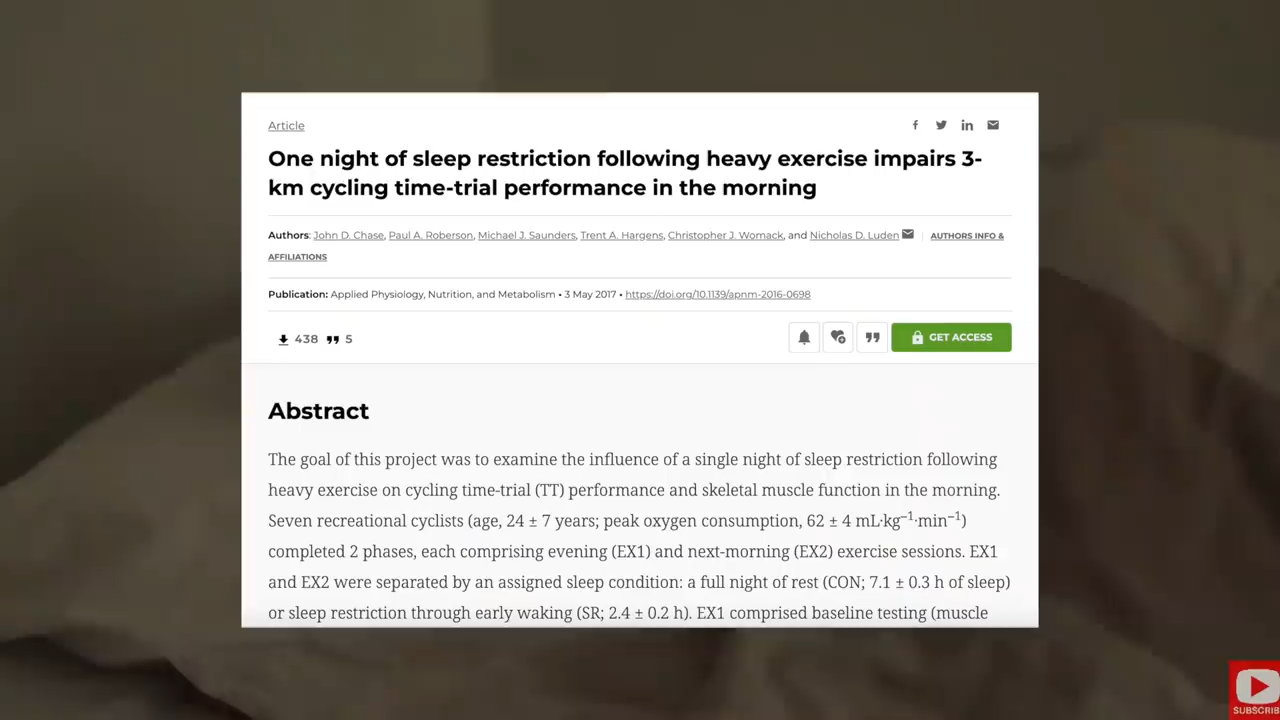 Article
One night of sleep restriction following heavy exercise impairs 3-
km cycling time-trial performance in the morning
Authors: John D. Chase, Paul A. Roberson, Michael J. Saunders, Trent A. Hargens, Christopher J. Womack, and Nicholas D. Luden | AUTHORS INFO &
AFFILIATIONS
Publication: Applied Physiology, Nutrition, and Metabolism • 3 May 2017 • https://doi.org/10.1139/apnm-2016-0698
438 5
GET ACCESS
Abstract
The goal of this project was to examine the influence of a single night of sleep restriction following
heavy exercise on cycling time-trial (TT) performance and skeletal muscle function in the morning.
Seven recreational cyclists (age, 24 ± 7 years; peak oxygen consumption, 62 ± 4 mL·kg⁻¹·min⁻¹)
completed 2 phases, each comprising evening (EX1) and next-morning (EX2) exercise sessions. EX1
and EX2 were separated by an assigned sleep condition: a full night of rest (CON; 7.1 ± 0.3 h of sleep)
or sleep restriction through early waking (SR; 2.4 ± 0.2 h). EX1 comprised baseline testing (muscle
SUBSCRIB